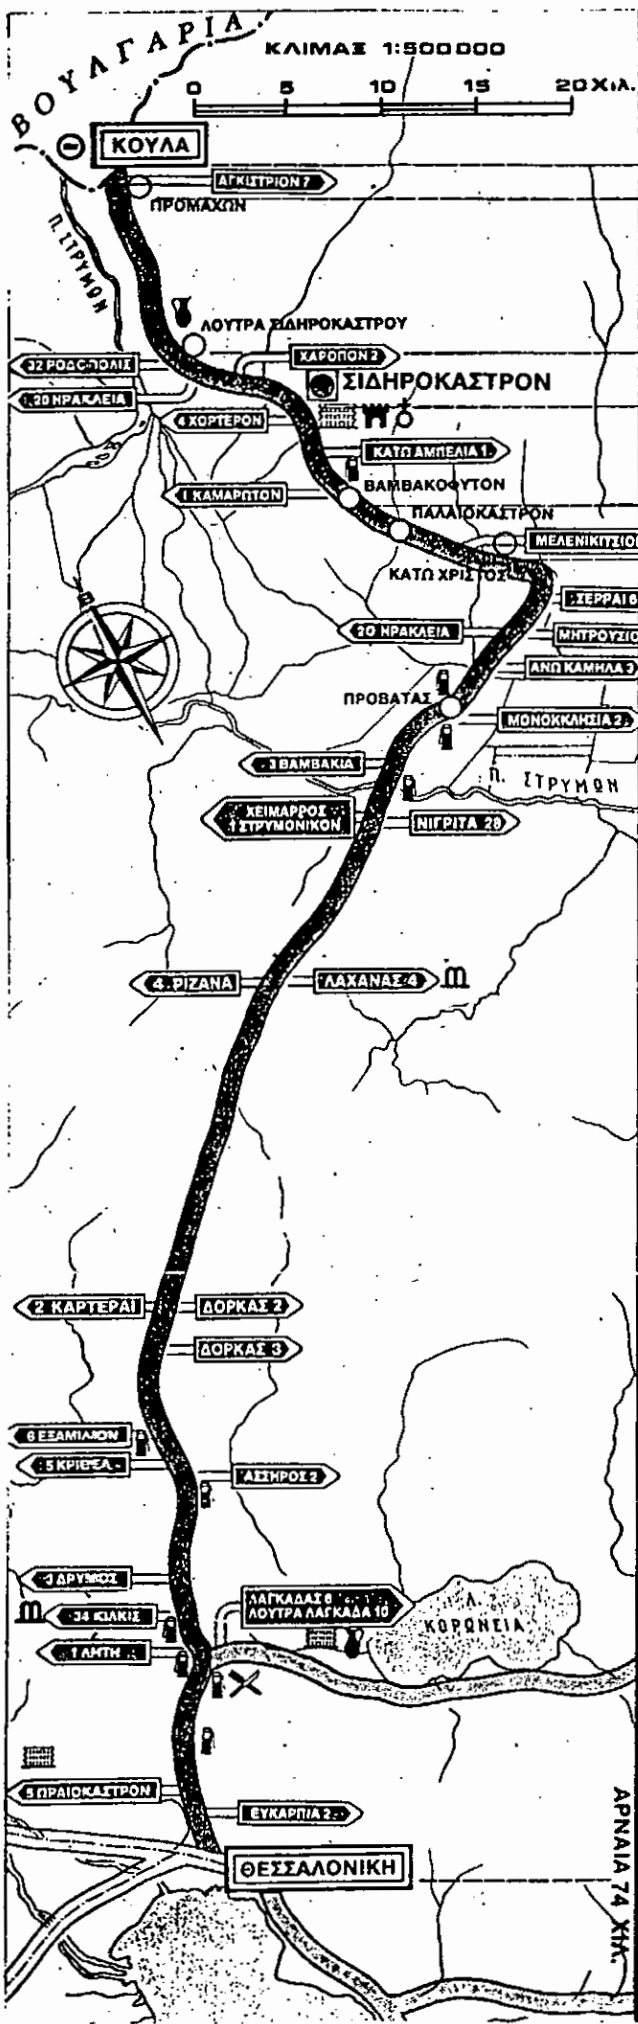 ΒΟΥΛΓΑΡΙΑ
ΚΛΙΜΑΞ 1:500000
0 5 10 15 20 Χιλ.
ΚΟΥΛΑ
ΑΓΚΙΣΤΡΙΟΝ 7
ΠΡΟΜΑΧΩΝ
Π. ΣΤΡΥΜΩΝ
ΛΟΥΤΡΑ ΣΙΔΗΡΟΚΑΣΤΡΟΥ
32 ΡΟΔΟΠΟΛΙΣ
ΧΑΡΟΠΟΝ 2
ΣΙΔΗΡΟΚΑΣΤΡΟΝ
20 ΗΡΑΚΛΕΙΑ
4 ΧΟΡΤΕΡΟΝ
ΚΑΤΩ ΑΜΠΕΛΙΑ 1
ΒΑΜΒΑΚΟΦΥΤΟΝ
1 ΚΑΜΑΡΩΤΟΝ
ΠΑΛΑΙΟΚΑΣΤΡΟΝ
ΜΕΛΕΝΙΚΙΤΣΙΟ
ΚΑΤΩ ΧΡΙΣΤΟΣ
ΣΕΡΡΑΙ 6
20 ΗΡΑΚΛΕΙΑ
ΜΗΤΡΟΥΣΙΟ
ΑΝΩ ΚΑΜΗΛΑ 3
ΠΡΟΒΑΤΑΣ
ΜΟΝΟΚΚΛΗΣΙΑ 2
3 ΒΑΜΒΑΚΙΑ
Π. ΣΤΡΥΜΩΝ
ΧΕΙΜΑΡΡΟΣ
1 ΣΤΡΥΜΟΝΙΚΟΝ
ΝΙΓΡΙΤΑ 28
4 ΡΙΖΑΝΑ
ΛΑΧΑΝΑΣ 4
2 ΚΑΡΤΕΡΑΙ
ΔΟΡΚΑΣ 2
ΔΟΡΚΑΣ 3
6 ΕΞΑΜΙΛΙΟΝ
5 ΚΡΙΘΕΑ
ΑΣΣΗΡΟΣ 2
3 ΔΡΥΜΟΣ
34 ΚΙΛΚΙΣ
ΛΑΓΚΑΔΑΣ 6
ΛΟΥΤΡΑ ΛΑΓΚΑΔΑ 10
Λ.
ΚΟΡΩΝΕΙΑ
1 ΛΗΤΗ
5 ΩΡΑΙΟΚΑΣΤΡΟΝ
ΕΥΚΑΡΠΙΑ 2
ΘΕΣΣΑΛΟΝΙΚΗ
ΑΡΝΑΙΑ 74 ΧΙΛ.